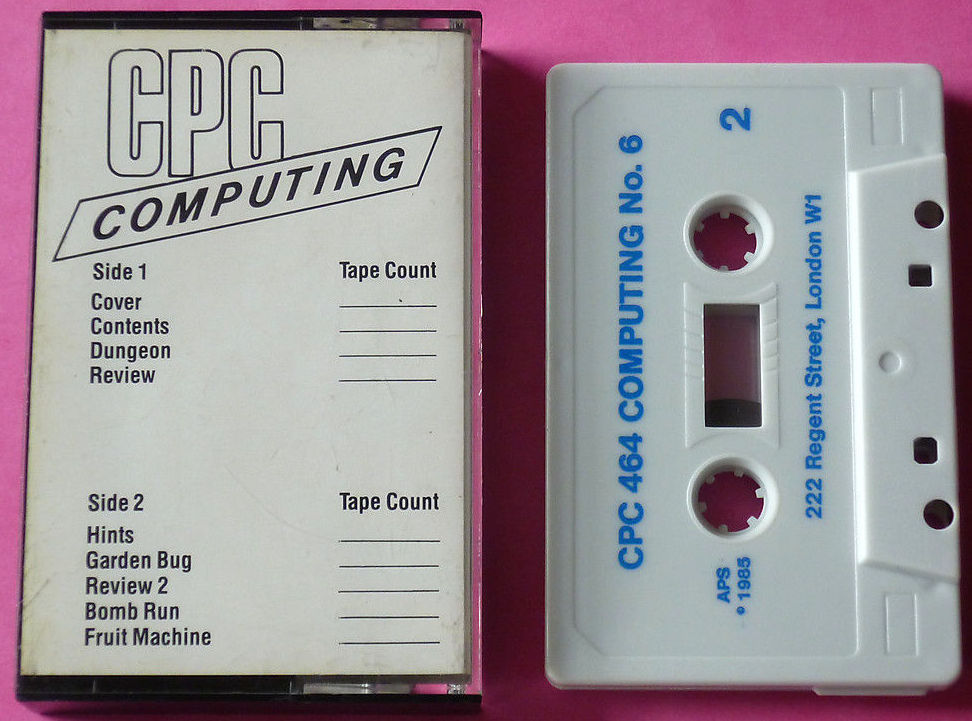 CPC
COMPUTING
Side 1 Tape Count
Cover
Contents
Dungeon
Review
Side 2 Tape Count
Hints
Garden Bug
Review 2
Bomb Run
Fruit Machine
CPC 464 COMPUTING No. 6
2
APS
© 1985
222 Regent Street, London W1